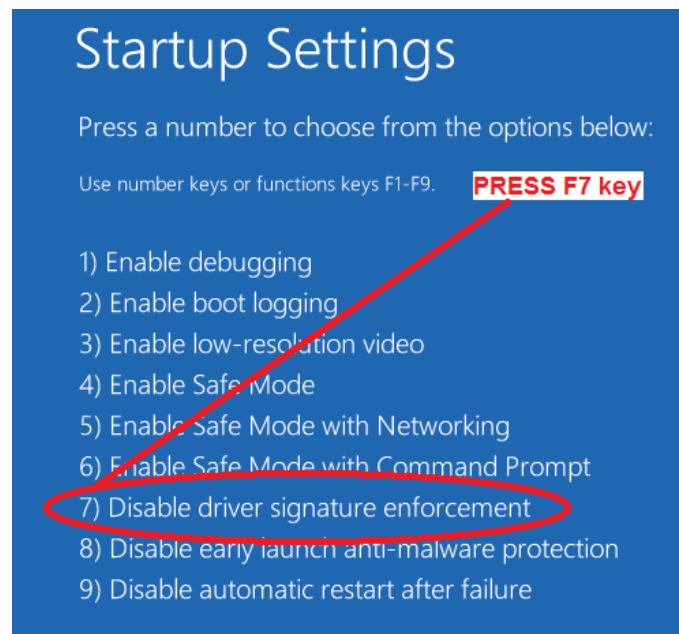 Startup Settings
Press a number to choose from the options below:
Use number keys or functions keys F1-F9.
PRESS F7 key
1) Enable debugging
2) Enable boot logging
3) Enable low-resolution video
4) Enable Safe Mode
5) Enable Safe Mode with Networking
6) Enable Safe Mode with Command Prompt
7) Disable driver signature enforcement
8) Disable early launch anti-malware protection
9) Disable automatic restart after failure